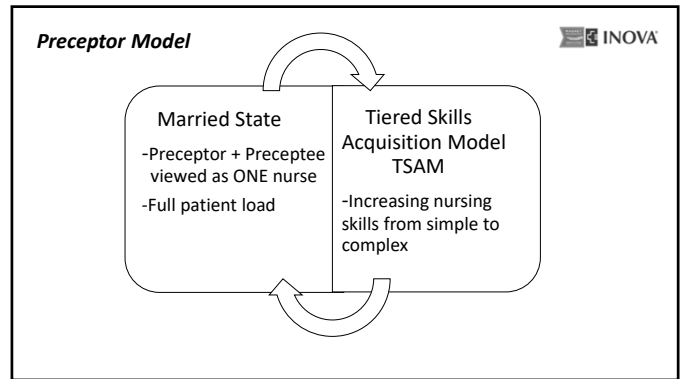 Preceptor Model
INOVA
Married State
-Preceptor + Preceptee
viewed as ONE nurse
-Full patient load
Tiered Skills
Acquisition Model
TSAM
-Increasing nursing
skills from simple to
complex